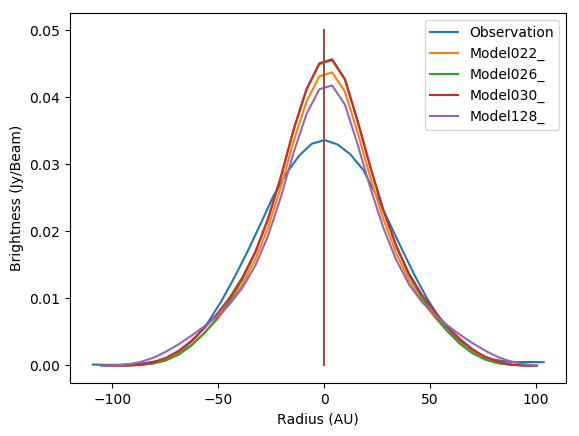 0.05
0.04
0.03
0.02
0.01
0.00
Brightness (Jy/Beam)
Observation
Model022_
Model026_
Model030_
Model128_
−100
−50
0
50
100
Radius (AU)